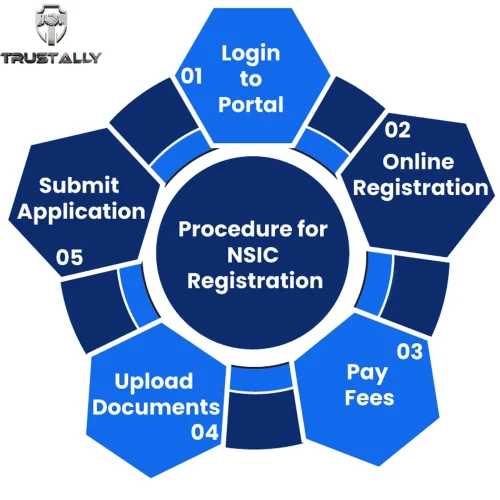 TRUSTALLY
01
Login
to
Portal
02
Online
Registration
03
Pay
Fees
Upload
Documents
04
Submit
Application
05
Procedure for
NSIC
Registration